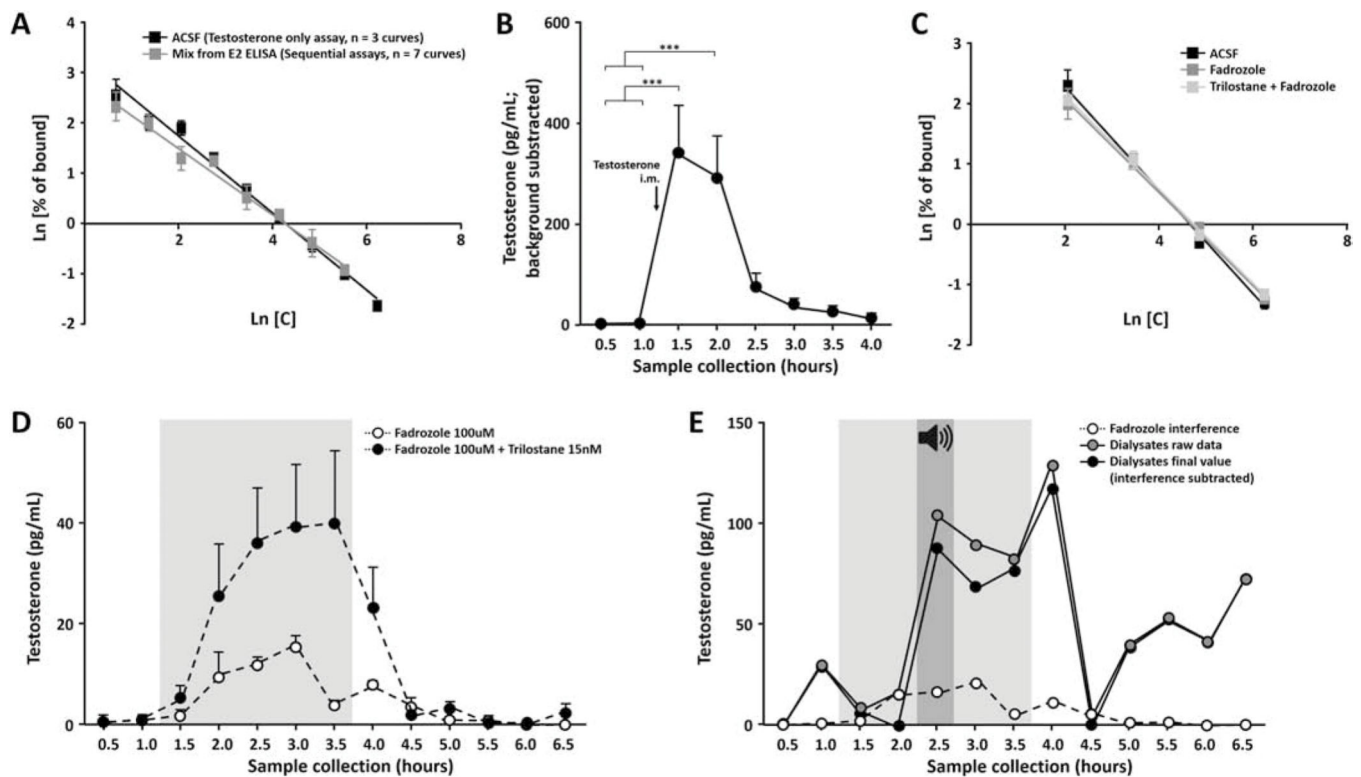 A
4
3
2
1
0
-1
-2
2
4
6
8
Ln [% of bound]
Ln [C]
ACSF (Testosterone only assay, n = 3 curves)
Mix from E2 ELISA (Sequential assays, n = 7 curves)
B
600
400
200
0
Testosterone (pg/mL;
background substracted)
***
***
Testosterone
i.m.
0.5 1.0 1.5 2.0 2.5 3.0 3.5 4.0
Sample collection (hours)
C
3
2
1
0
-1
-2
2
4
6
8
Ln [% of bound]
Ln [C]
ACSF
Fadrozole
Trilostane + Fadrozole
D
60
40
20
0
Testosterone (pg/mL)
Fadrozole 100uM
Fadrozole 100uM + Trilostane 15nM
0.5 1.0 1.5 2.0 2.5 3.0 3.5 4.0 4.5 5.0 5.5 6.0 6.5
Sample collection (hours)
E
150
100
50
0
Testosterone (pg/mL)
Fadrozole interference
Dialysates raw data
Dialysates final value
(interference subtracted)
0.5 1.0 1.5 2.0 2.5 3.0 3.5 4.0 4.5 5.0 5.5 6.0 6.5
Sample collection (hours)